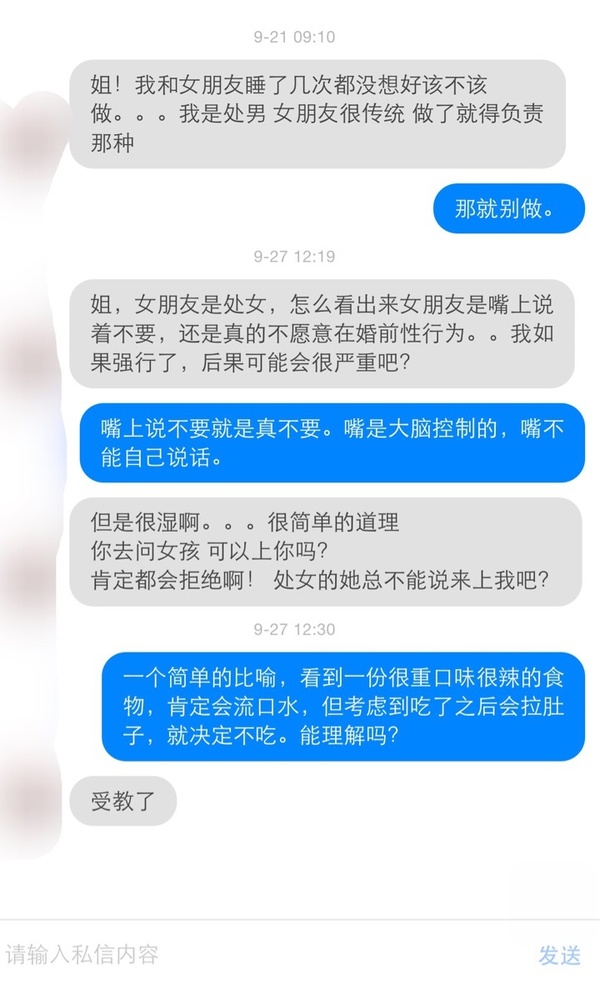 9-21 09:10
姐！我和女朋友睡了几次都没想好该不该
做。。。我是处男 女朋友很传统 做了就得负责
那种
那就别做。
9-27 12:19
姐，女朋友是处女，怎么看出来女朋友是嘴上说
着不要，还是真的不愿意在婚前性行为。。我如
果强行了，后果可能会很严重吧？
嘴上说不要就是真不要。嘴是大脑控制的，嘴不
能自己说话。
但是很湿啊。。。很简单的道理
你去问女孩 可以上你吗？
肯定都会拒绝啊！ 处女的她总不能说来上我吧？
9-27 12:30
一个简单的比喻，看到一份很重口味很辣的食
物，肯定会流口水，但考虑到吃了之后会拉肚
子，就决定不吃。能理解吗？
受教了
请输入私信内容
发送